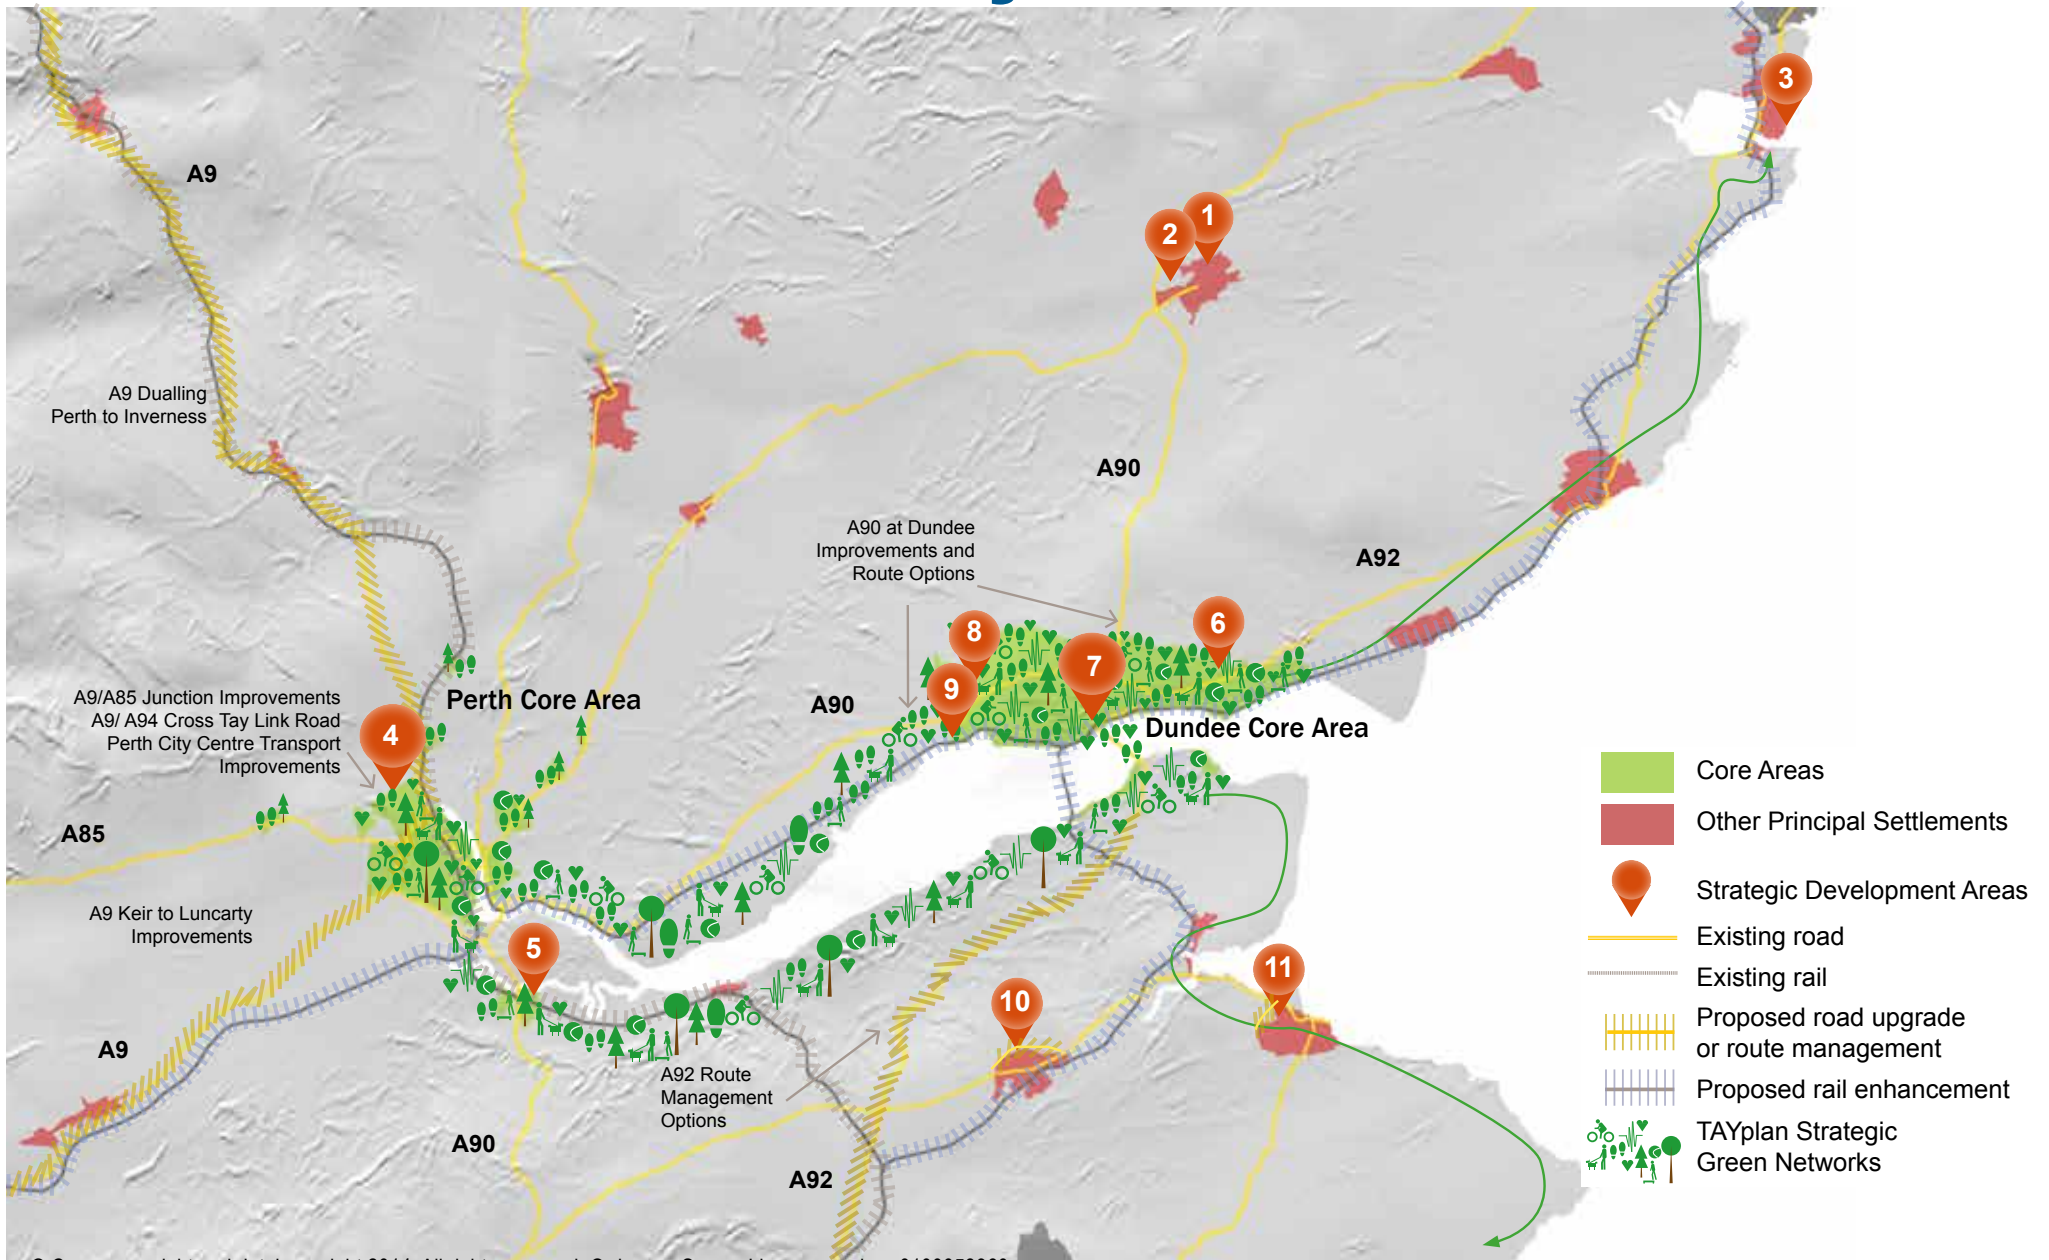 3
A9
1
2
A9 Dualling
Perth to Inverness
A90
A90 at Dundee
Improvements and
Route Options
A92
6
8
7
9
A9/A85 Junction Improvements
A9/ A94 Cross Tay Link Road
Perth City Centre Transport
Improvements
Perth Core Area
A90
4
Dundee Core Area
A85
A9 Keir to Luncarty
Improvements
5
11
10
A9
A92 Route
Management
Options
A90
A92
Core Areas
Other Principal Settlements
Strategic Development Areas
Existing road
Existing rail
Proposed road upgrade
or route management
Proposed rail enhancement
TAYplan Strategic
Green Networks